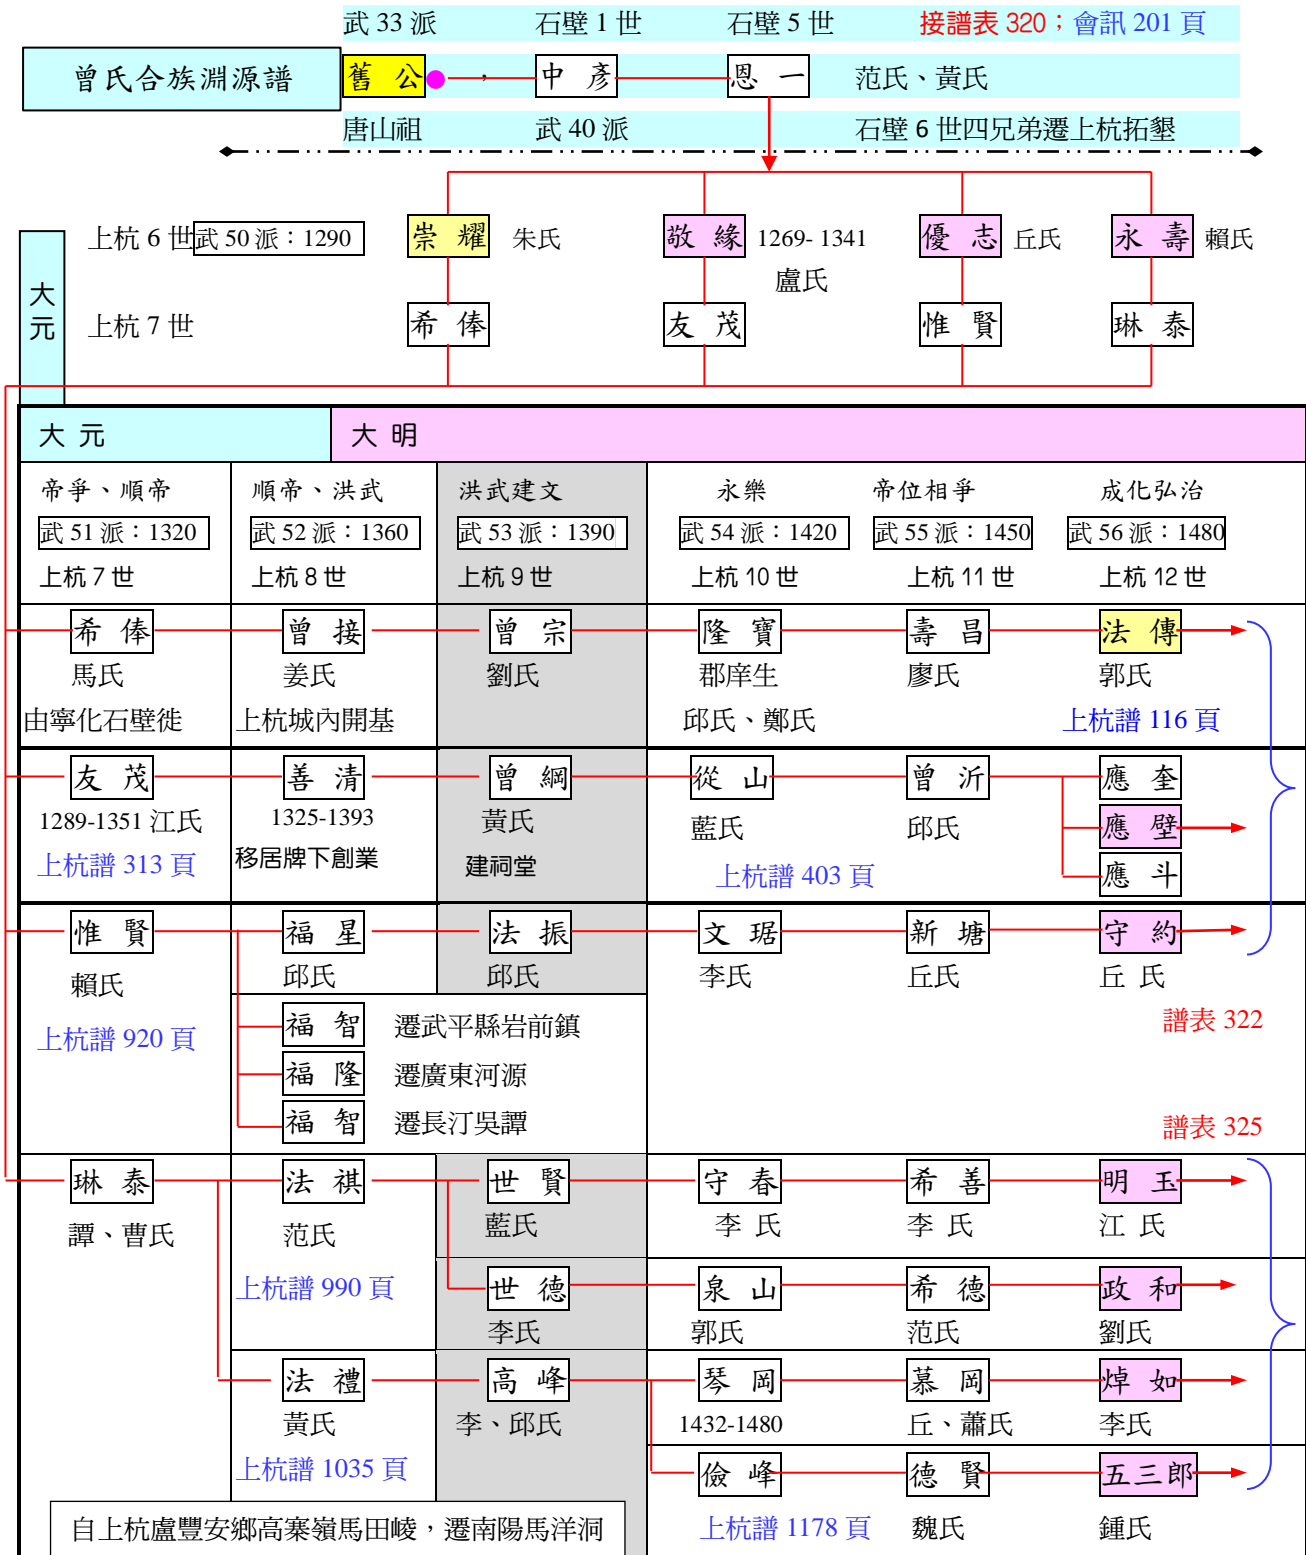 武 33 派 石壁 1 世 石壁 5 世 接譜表 320；會訊 201 頁
曾氏合族淵源譜 舊 公 ， 中 彥 恩 一 范氏、黃氏
唐山祖 武 40 派 石壁 6 世四兄弟遷上杭拓墾
上杭 6 世 武 50 派：1290 崇 耀 朱氏 敬 緣 1269- 1341 優 志 丘氏 永 壽 賴氏
盧氏
大元
上杭 7 世 希 俸 友 茂 惟 賢 琳 泰
大 元 大 明
帝爭、順帝 順帝、洪武 洪武建文 永樂 帝位相爭 成化弘治
武 51 派：1320 武 52 派：1360 武 53 派：1390 武 54 派：1420 武 55 派：1450 武 56 派：1480
上杭 7 世 上杭 8 世 上杭 9 世 上杭 10 世 上杭 11 世 上杭 12 世
希 俸 曾 接 曾 宗 隆 寶 壽 昌 法 傳
馬氏 姜氏 劉氏 郡庠生 廖氏 郭氏
由寧化石壁徙 上杭城內開基 邱氏、鄭氏 上杭譜 116 頁
友 茂 善 清 曾 綱 從 山 曾 沂 應 奎
1289-1351 江氏 1325-1393 黃氏 藍氏 邱氏 應 壁
上杭譜 313 頁 移居牌下創業 建祠堂 上杭譜 403 頁 應 斗
惟 賢 福 星 法 振 文 琚 新 塘 守 約
賴氏 邱氏 邱氏 李氏 丘氏 丘 氏
上杭譜 920 頁 福 智 遷武平縣岩前鎮 譜表 322
福 隆 遷廣東河源
福 智 遷長汀吳譚 譜表 325
琳 泰 法 祺 世 賢 守 春 希 善 明 玉
譚、曹氏 范氏 藍氏 李 氏 李 氏 江 氏
上杭譜 990 頁 世 德 泉 山 希 德 政 和
李氏 郭氏 范氏 劉氏
法 禮 高 峰 琴 岡 慕 岡 焯 如
黃氏 李、邱氏 1432-1480 丘、蕭氏 李氏
上杭譜 1035 頁 儉 峰 德 賢 五三郎
自上杭盧豐安鄉高寨嶺馬田崚，遷南陽馬洋洞 上杭譜 1178 頁 魏氏 鍾氏